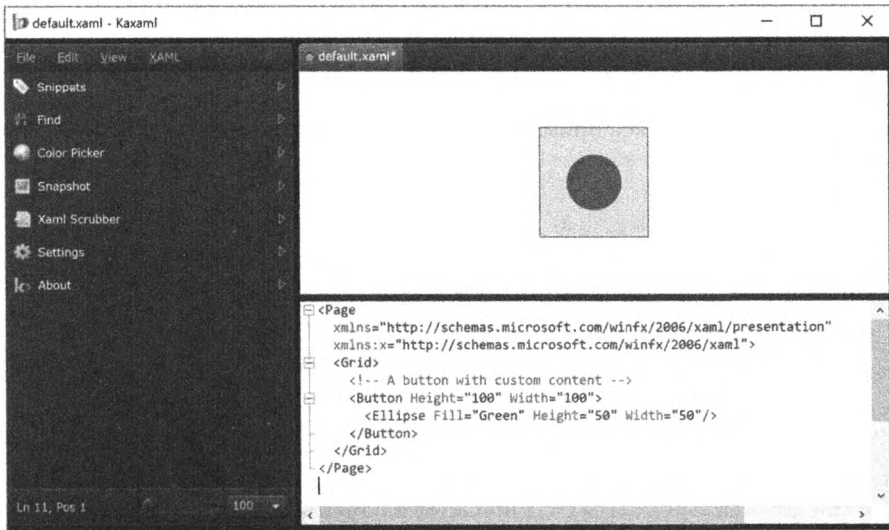 default.xaml - Kaxaml
File Edit View XAML
Snippets
Find
Color Picker
Snapshot
Xaml Scrubber
Settings
About
Ln 11, Pos 1
100
default.xaml*
<Page
xmlns="http://schemas.microsoft.com/winfx/2006/xaml/presentation"
xmlns:x="http://schemas.microsoft.com/winfx/2006/xaml">
<Grid>
<!-- A button with custom content -->
<Button Height="100" Width="100">
<Ellipse Fill="Green" Height="50" Width="50"/>
</Button>
</Grid>
</Page>